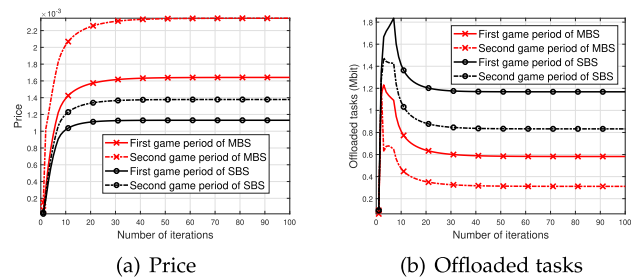 ×10⁻³
2.2
2
1.8
1.6
1.4
1.2
1
0.8
0.6
0.4
0.2
Price
First game period of MBS
Second game period of MBS
First game period of SBS
Second game period of SBS
1 10 20 30 40 50 60 70 80 90 100
Number of iterations
(a) Price
1.8
1.6
1.4
1.2
1
0.8
0.6
0.4
0.2
Offloaded tasks (Mbit)
First game period of MBS
Second game period of MBS
First game period of SBS
Second game period of SBS
1 10 20 30 40 50 60 70 80 90 100
Number of iterations
(b) Offloaded tasks